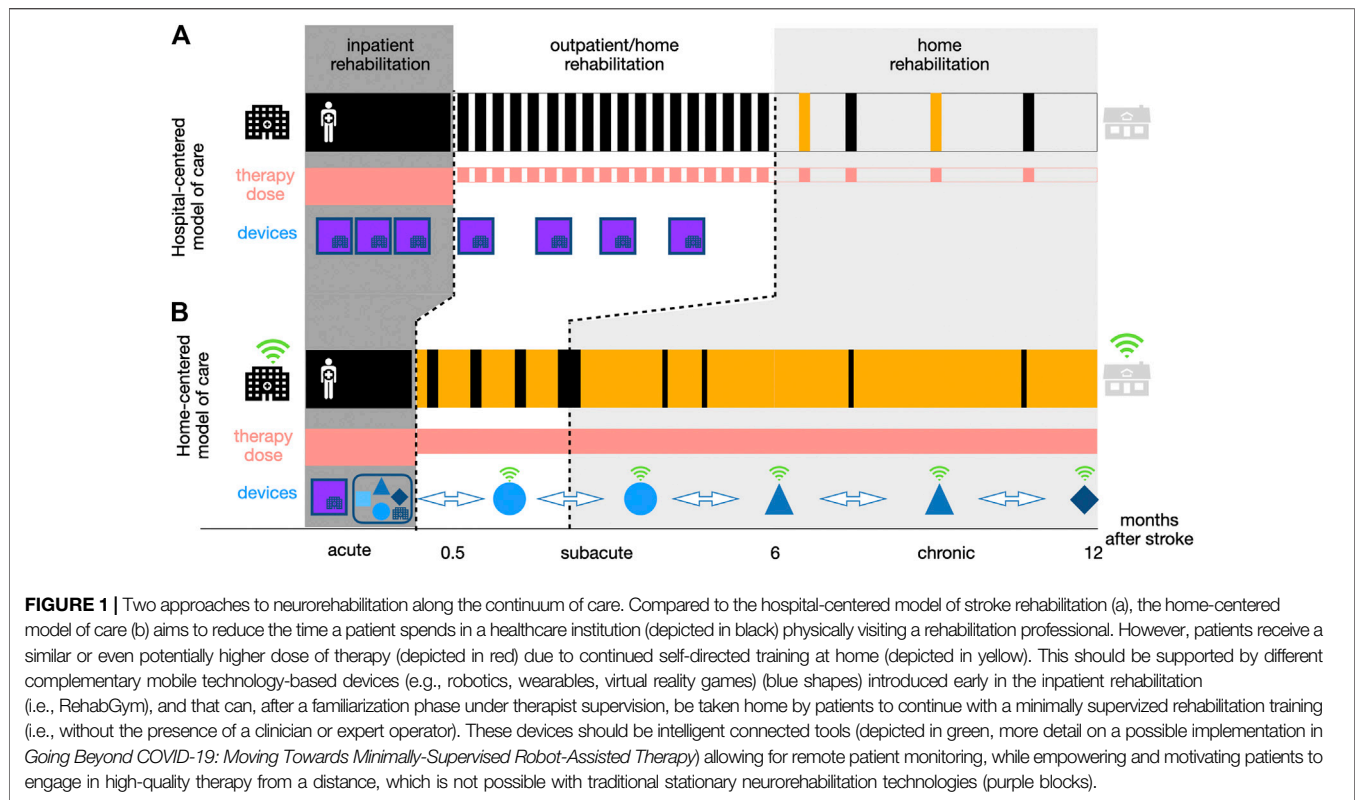 A
inpatient
rehabilitation
outpatient/home
rehabilitation
home
rehabilitation
Hospital-centered
model of care
therapy
dose
devices
B
Home-centered
model of care
therapy
dose
devices
months
after stroke
acute
0.5
subacute
6
chronic
12
FIGURE 1 | Two approaches to neurorehabilitation along the continuum of care. Compared to the hospital-centered model of stroke rehabilitation (a), the home-centered
model of care (b) aims to reduce the time a patient spends in a healthcare institution (depicted in black) physically visiting a rehabilitation professional. However, patients receive a
similar or even potentially higher dose of therapy (depicted in red) due to continued self-directed training at home (depicted in yellow). This should be supported by different
complementary mobile technology-based devices (e.g., robotics, wearables, virtual reality games) (blue shapes) introduced early in the inpatient rehabilitation
(i.e., RehabGym), and that can, after a familiarization phase under therapist supervision, be taken home by patients to continue with a minimally supervized rehabilitation training
(i.e., without the presence of a clinician or expert operator). These devices should be intelligent connected tools (depicted in green, more detail on a possible implementation in
Going Beyond COVID-19: Moving Towards Minimally-Supervised Robot-Assisted Therapy) allowing for remote patient monitoring, while empowering and motivating patients to
engage in high-quality therapy from a distance, which is not possible with traditional stationary neurorehabilitation technologies (purple blocks).